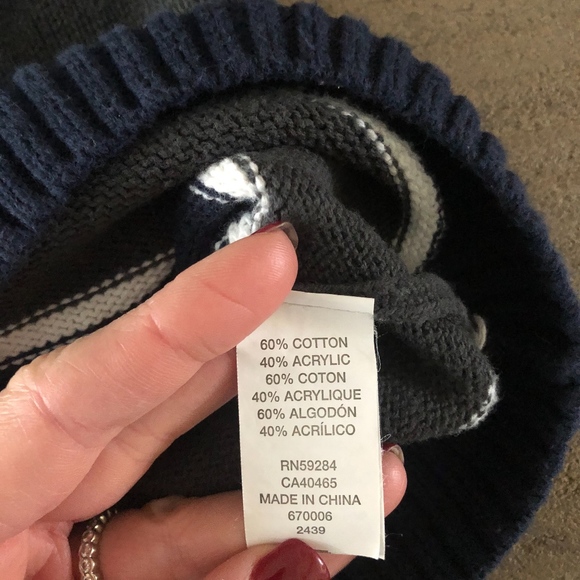 60% COTTON
40% ACRYLIC
60% COTON
40% ACRYLIQUE
60% ALGODÓN
40% ACRÍLICO
RN59284
CA40465
MADE IN CHINA
670006
2439